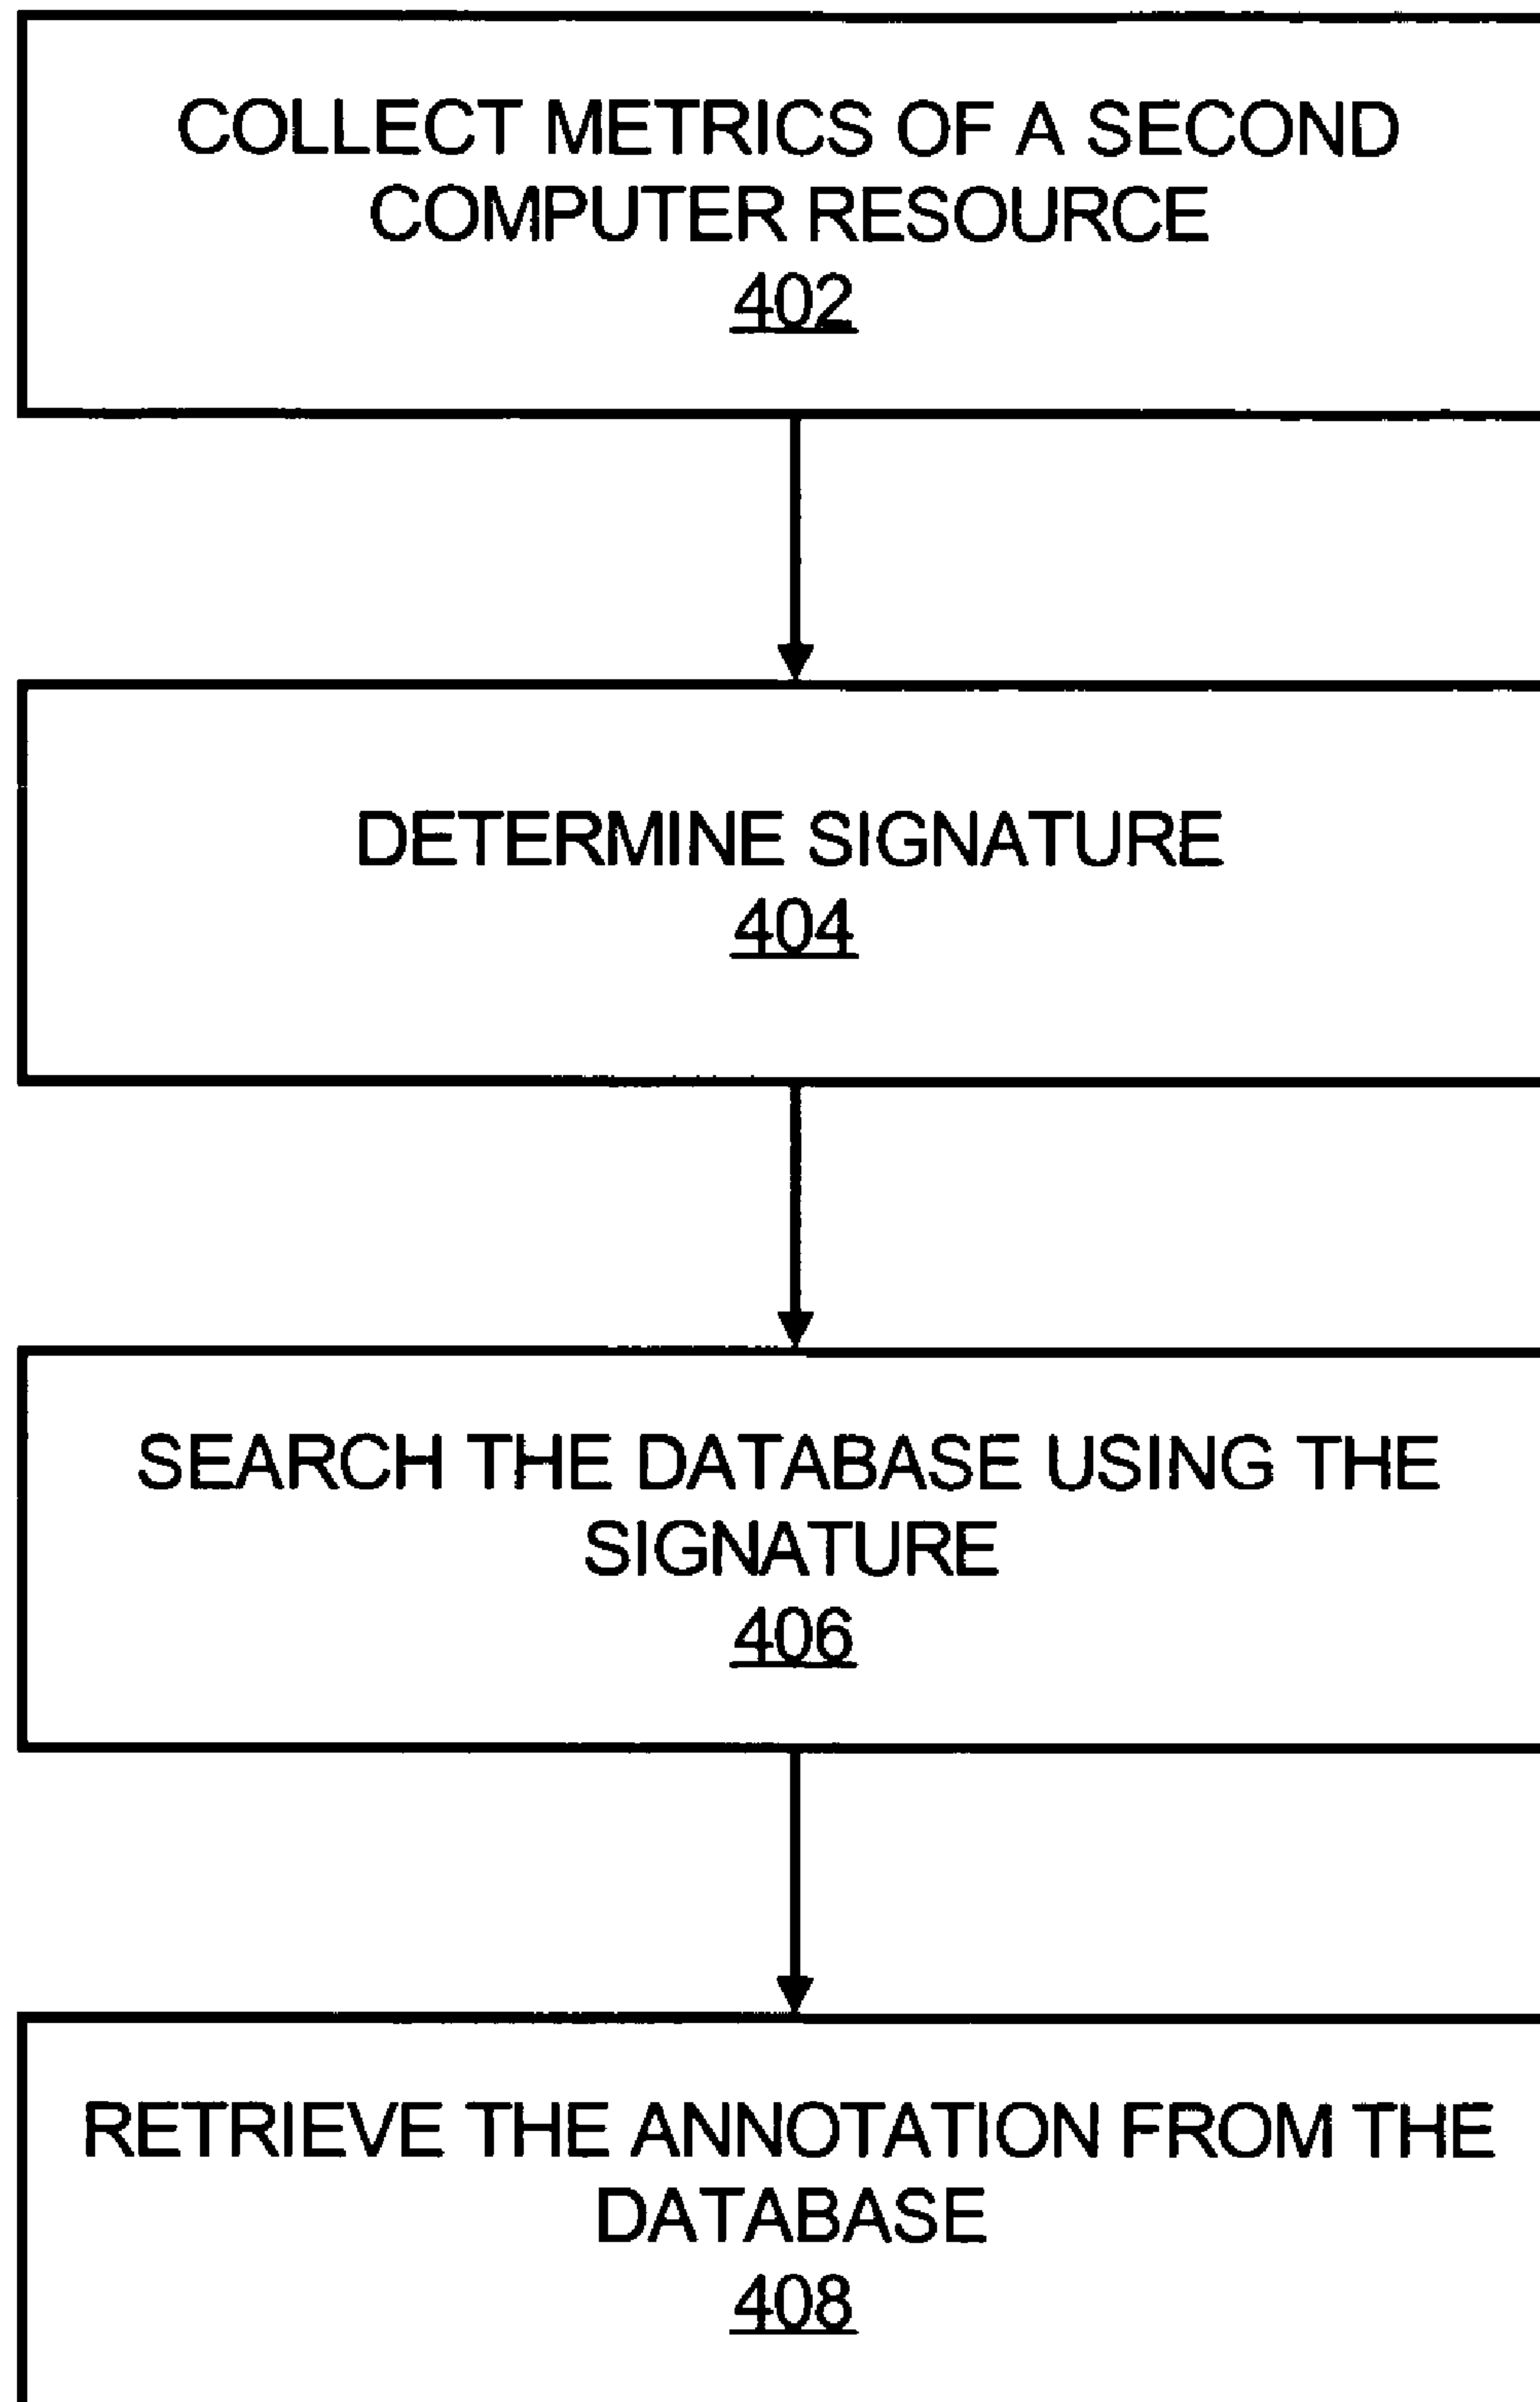 COLLECT METRICS OF A SECOND
COMPUTER RESOURCE
402
DETERMINE SIGNATURE
404
SEARCH THE DATABASE USING THE
SIGNATURE
406
RETRIEVE THE ANNOTATION FROM THE
DATABASE
408